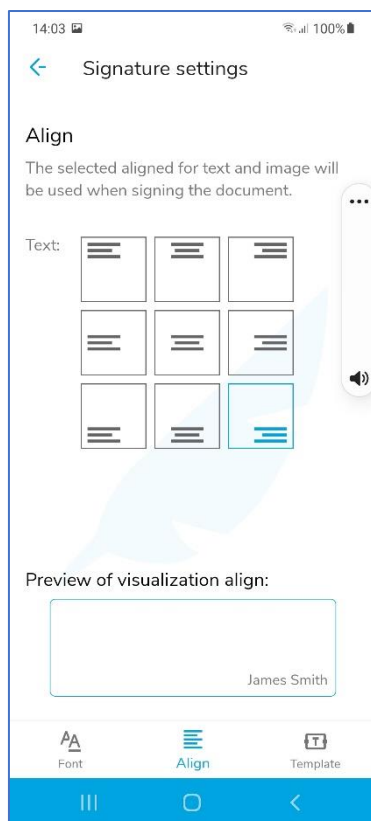 14:03 100%
Signature settings
Align
The selected aligned for text and image will
be used when signing the document.
Text:
Preview of visualization align:
James Smith
Font Align Template